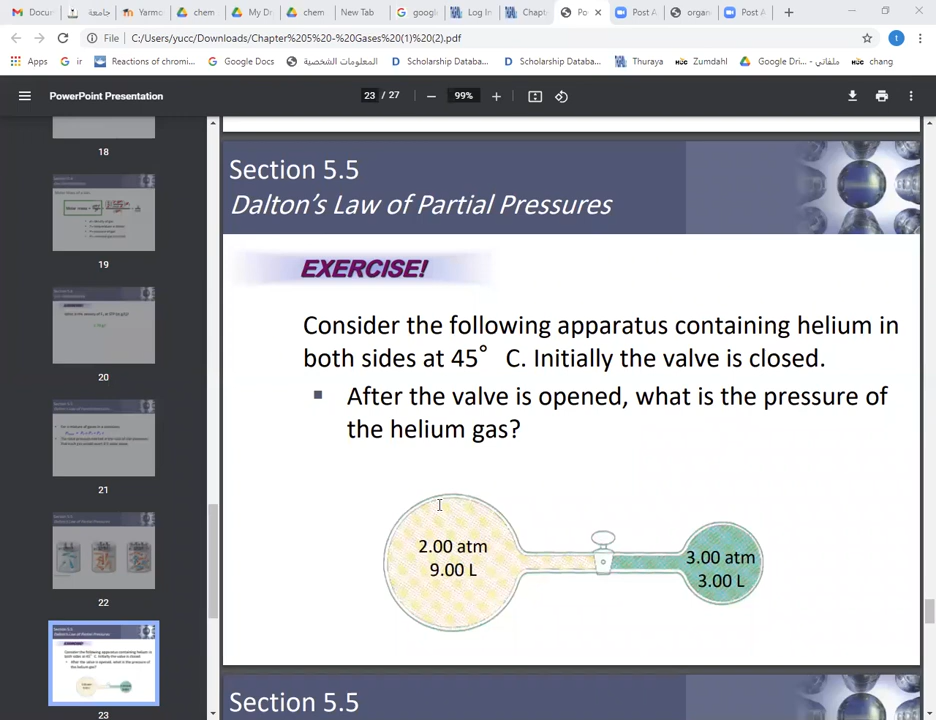 Docum
جامعة
Yarmo
chem
My Dr
chem
New Tab
google
Log In
Chapt
Po
Post A
organ
Post A
File | C:/Users/yucc/Downloads/Chapter%205%20-%20Gases%20(1)%20(2).pdf
t
Apps
ir
Reactions of chromi...
Google Docs
المعلومات الشخصية
Scholarship Databa...
Scholarship Databa...
Thuraya
Zumdahl
Google Dri... - ملفاتي
chang
PowerPoint Presentation
23 / 27
99%
18
19
20
21
22
23
Section 5.5
Dalton's Law of Partial Pressures
EXERCISE!
Consider the following apparatus containing helium in
both sides at 45° C. Initially the valve is closed.
▪ After the valve is opened, what is the pressure of
the helium gas?
2.00 atm
9.00 L
3.00 atm
3.00 L
Section 5.5